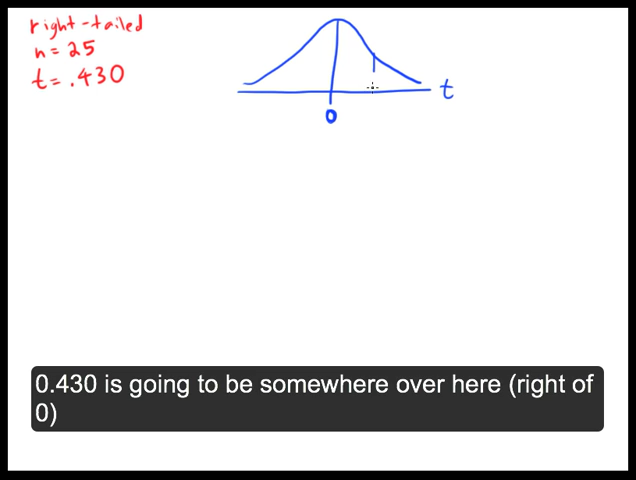 right-tailed
n = 25
t = .430
t
0
0.430 is going to be somewhere over here (right of
0)